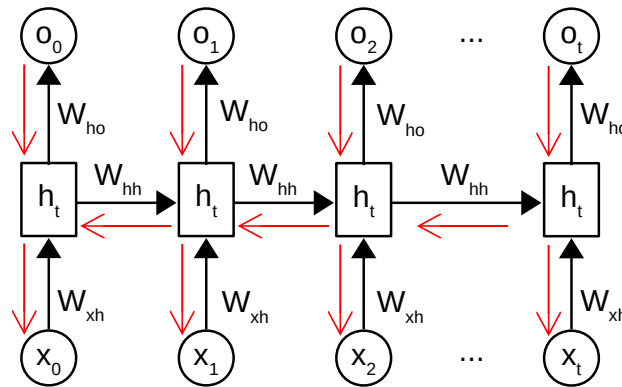 o₀ o₁ o₂ ... oₜ
Wₕₒ Wₕₒ Wₕₒ Wₕₒ
Wₕₕ Wₕₕ Wₕₕ
hₜ hₜ hₜ hₜ
Wₓₕ Wₓₕ Wₓₕ Wₓₕ
x₀ x₁ x₂ ... xₜ